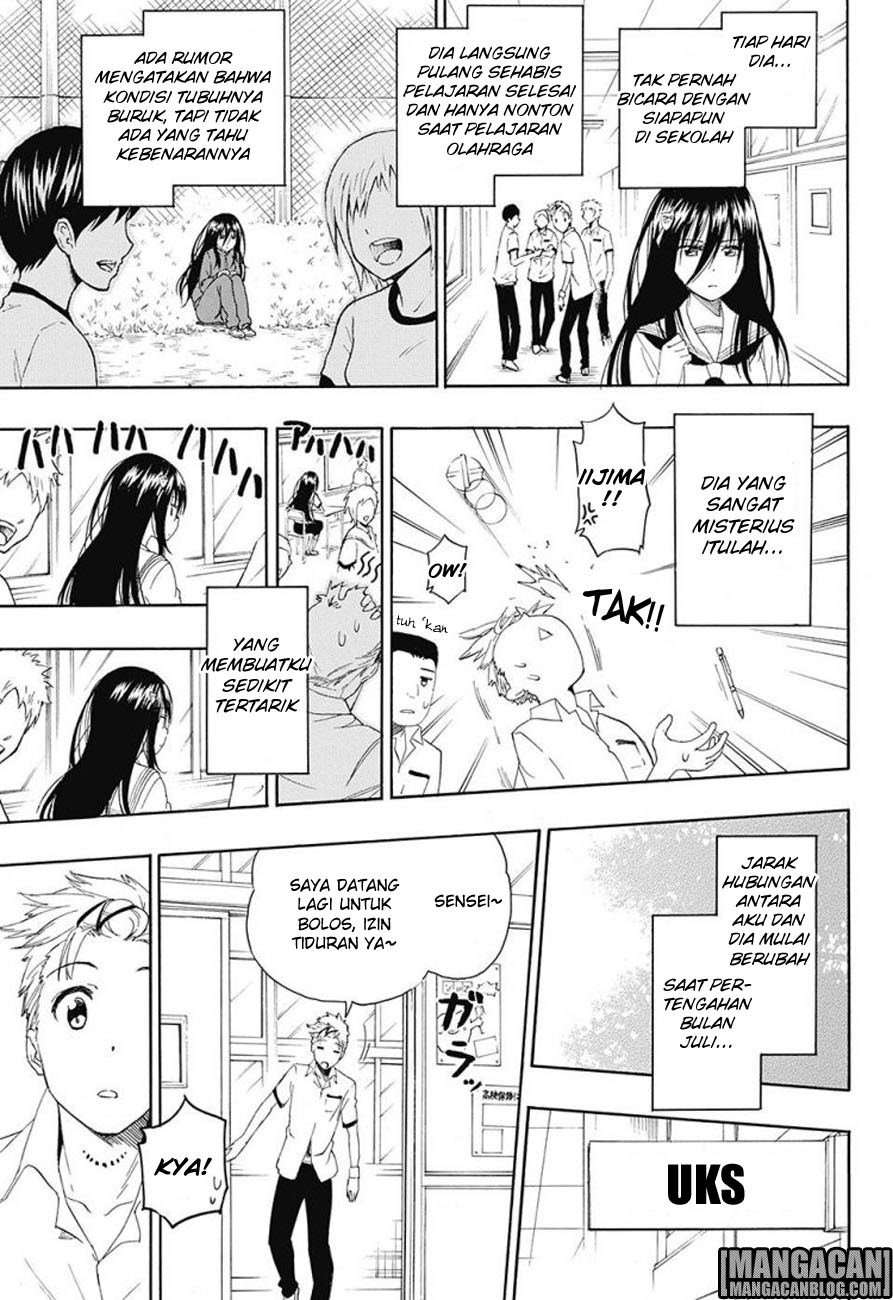 TIAP HARI
DIA...
TAK PERNAH
BICARA DENGAN
SIAPAPUN
DI SEKOLAH
DIA LANGSUNG
PULANG SEHABIS
PELAJARAN SELESAI
DAN HANYA NONTON
SAAT PELAJARAN
OLAHRAGA
ADA RUMOR
MENGATAKAN BAHWA
KONDISI TUBUHNYA
BURUK, TAPI TIDAK
ADA YANG TAHU
KEBENARANNYA
DIA YANG
SANGAT
MISTERIUS
ITULAH...
IIJIMA
!!
TAK!!
OW!
tuh 'kan
アハハハ
ハハハハ
YANG
MEMBUATKU
SEDIKIT
TERTARIK
JARAK
HUBUNGAN
ANTARA
AKU DAN
DIA MULAI
BERUBAH
SAAT PER-
TENGAHAN
BULAN
JULI...
UKS
SENSEI~
SAYA DATANG
LAGI UNTUK
BOLOS, IZIN
TIDURAN YA~
ガラッ
KYA!
[MANGACAN]
MANGACANBLOG.COM